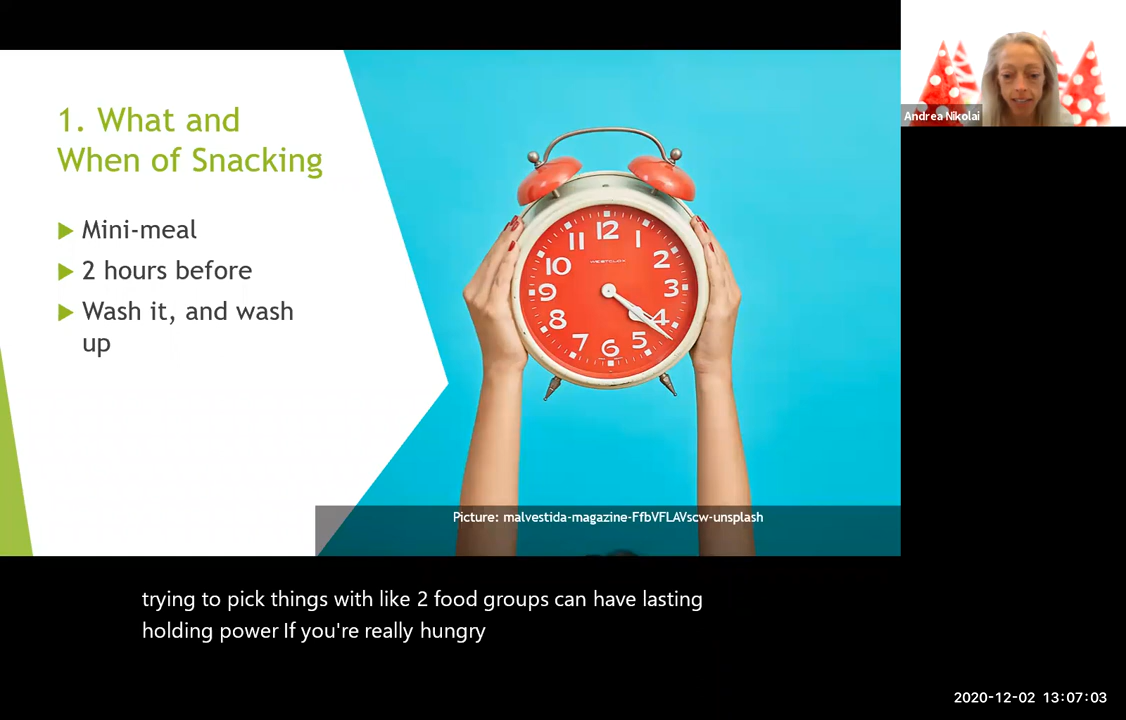 1. What and
When of Snacking
Mini-meal
2 hours before
Wash it, and wash
up
12
1
2
3
4
5
6
7
8
9
10
11
WESTCLOX
Picture: malvestida-magazine-FfbVFLAVscw-unsplash
Andrea Nikolai
trying to pick things with like 2 food groups can have lasting
holding power If you're really hungry
2020-12-02 13:07:03